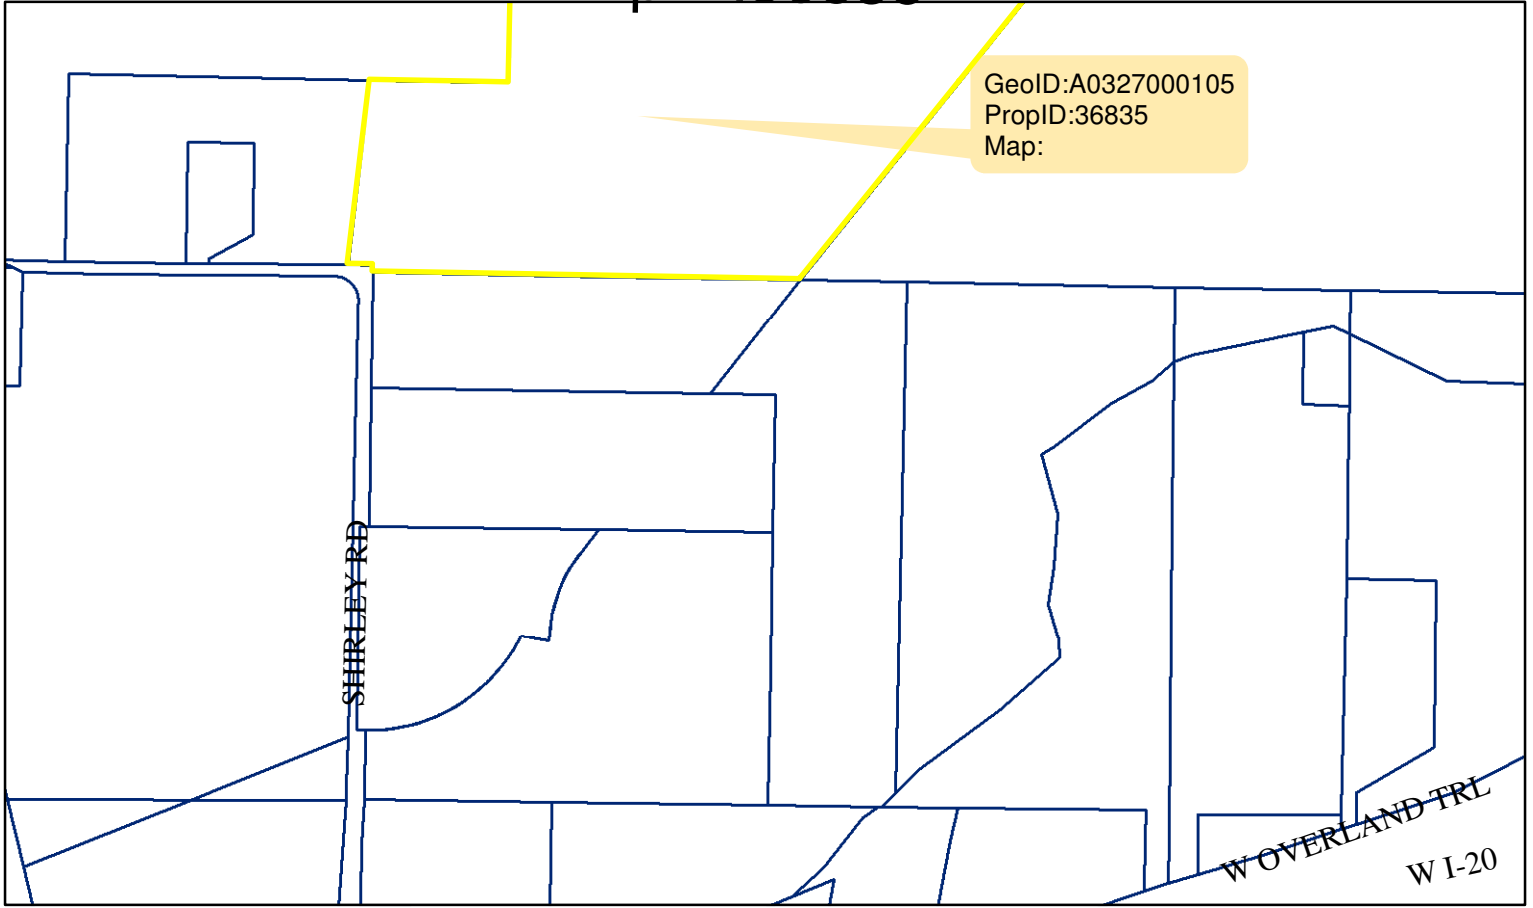 GeoID:A0327000105
PropID:36835
Map:
SHIRLEY RD
W OVERLAND TRL
W I-20